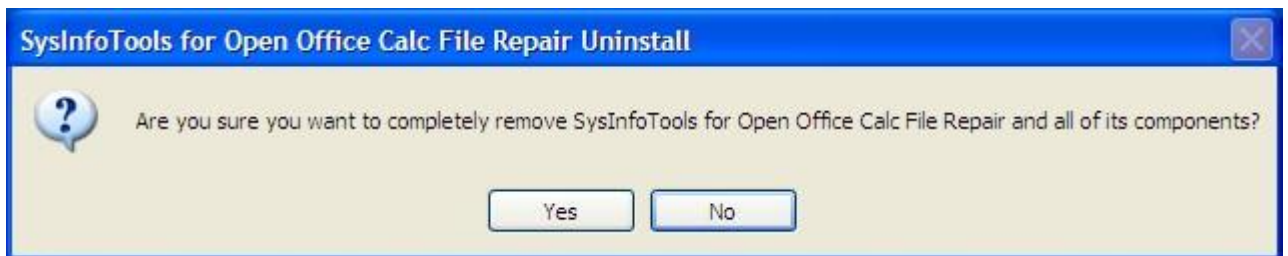 SysInfoTools for Open Office Calc File Repair Uninstall
Are you sure you want to completely remove SysInfoTools for Open Office Calc File Repair and all of its components?
Yes No